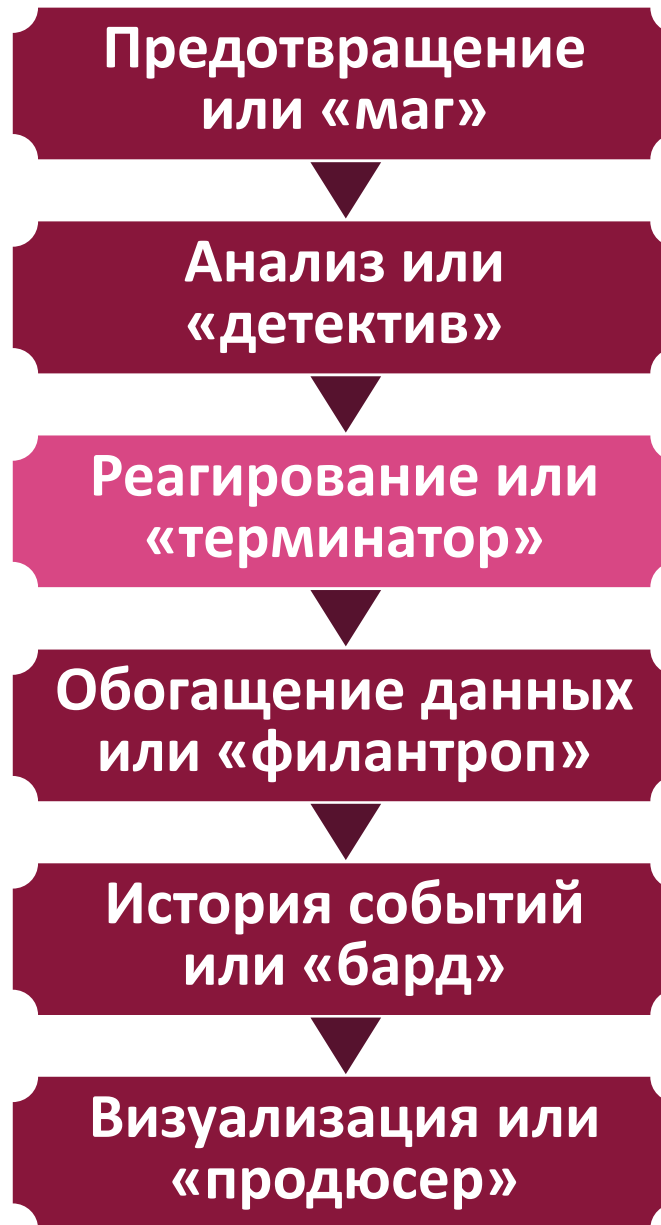 Предотвращение
или «маг»
Анализ или
«детектив»
Реагирование или
«терминатор»
Обогащение данных
или «филантроп»
История событий
или «бард»
Визуализация или
«продюсер»